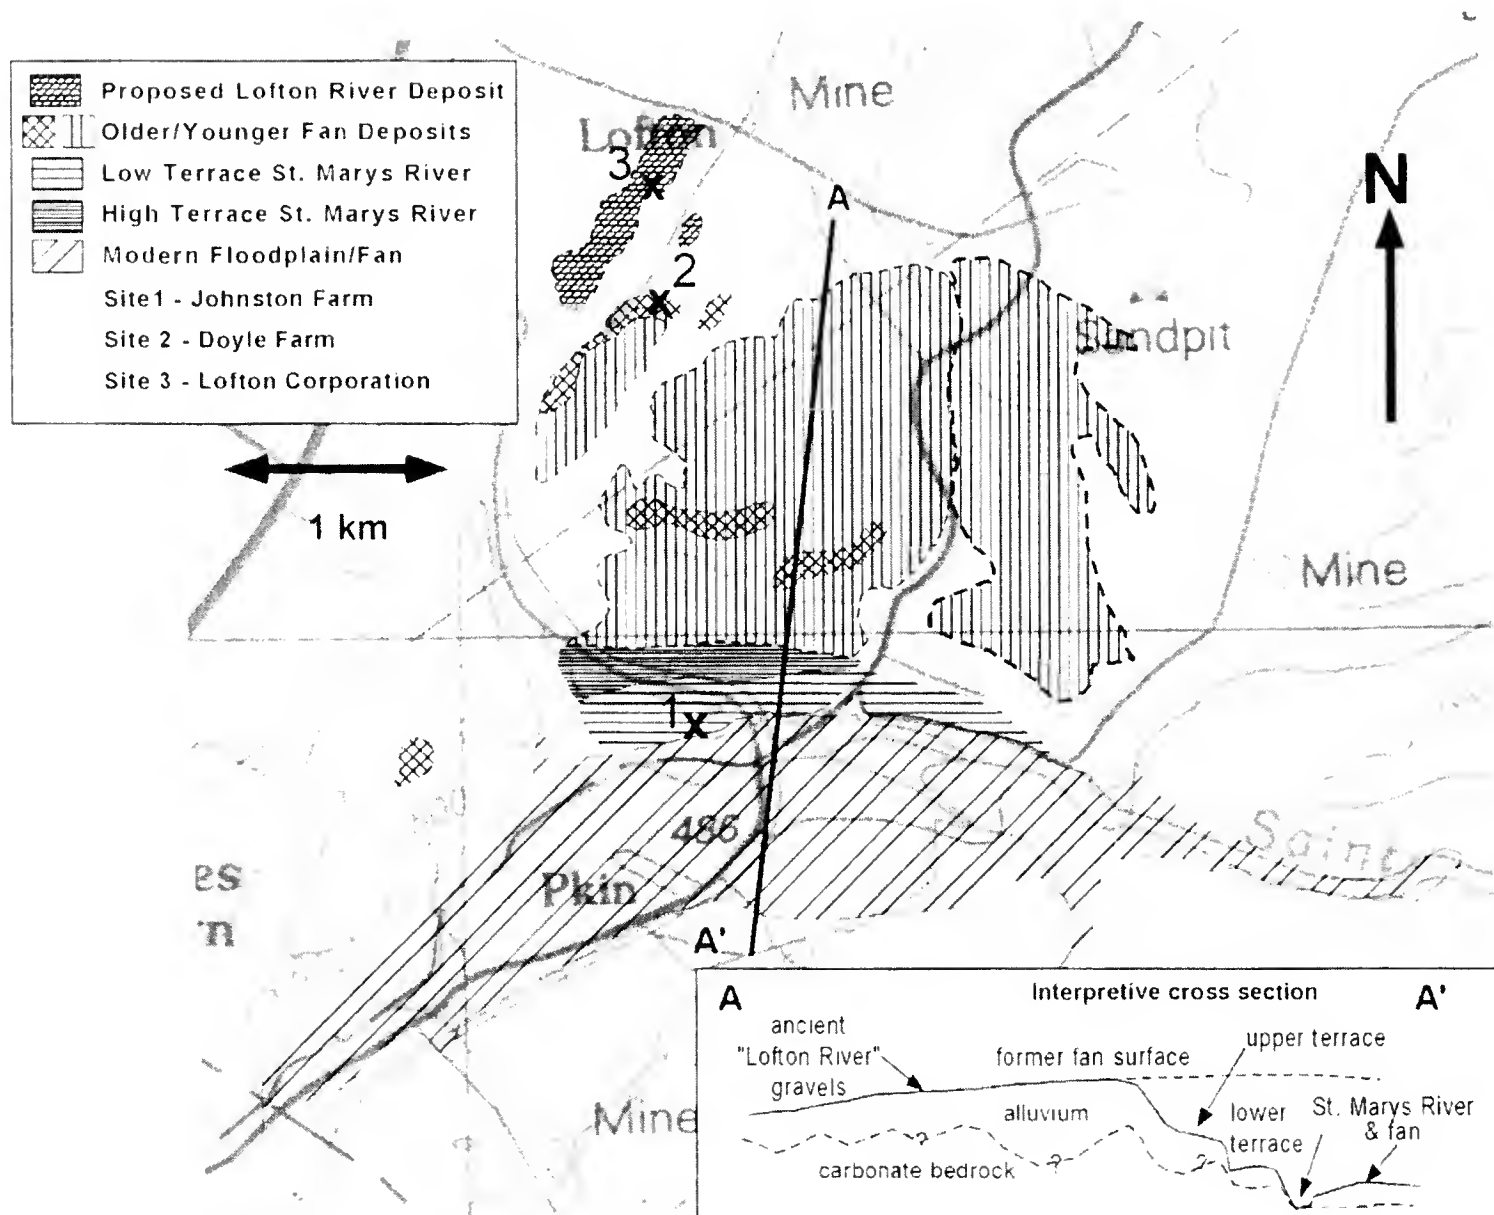 Proposed Lofton River Deposit
Older/Younger Fan Deposits
Low Terrace St. Marys River
High Terrace St. Marys River
Modern Floodplain/Fan
Site1 - Johnston Farm
Site 2 - Doyle Farm
Site 3 - Lofton Corporation
Mine
Lofton
3 X
A
N
2
X
Sandpit
1 km
Mine
1 X
486
Saint
es
Pkin
'n
A'
Mine
A
Interpretive cross section
A'
ancient
"Lofton River"
gravels
former fan surface
upper terrace
alluvium
lower
terrace
St. Marys River
& fan
carbonate bedrock
?
?
?